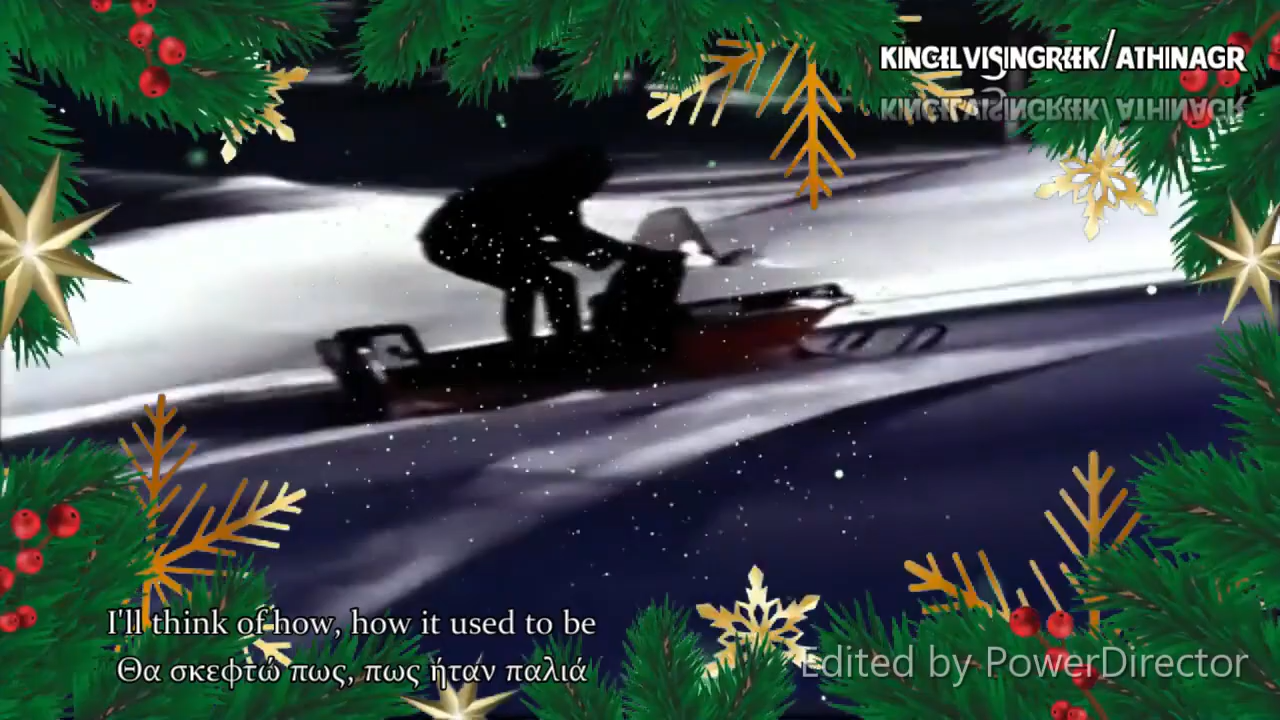 KINGELVISINGREEK/ATHINAGR
I'll think of how, how it used to be
Θα σκεφτώ πως, πως ήταν παλιά
Edited by PowerDirector